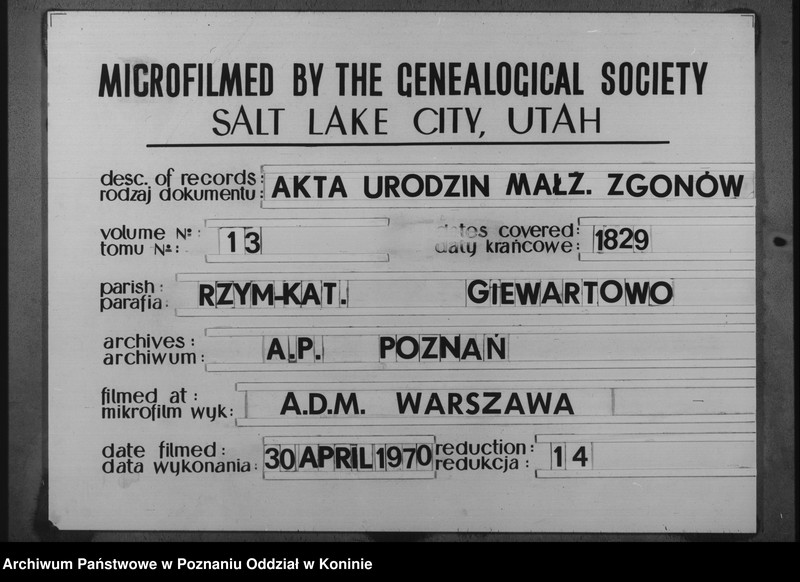 MICROFILMED BY THE GENEALOGICAL SOCIETY
SALT LAKE CITY, UTAH
desc. of records:
rodzaj dokumentu: AKTA URODZIN MAŁŻ. ZGONÓW
volume №:
tomu №: 13
dates covered:
daty krańcowe: 1829
parish:
parafia: RZYM-KAT. GIEWARTOWO
archives:
archiwum: A.P. POZNAŃ
filmed at:
mikrofilm wyk: A.D.M. WARSZAWA
date filmed:
data wykonania: 30 APRIL 1970
reduction:
redukcja: 14
Archiwum Państwowe w Poznaniu Oddział w Koninie